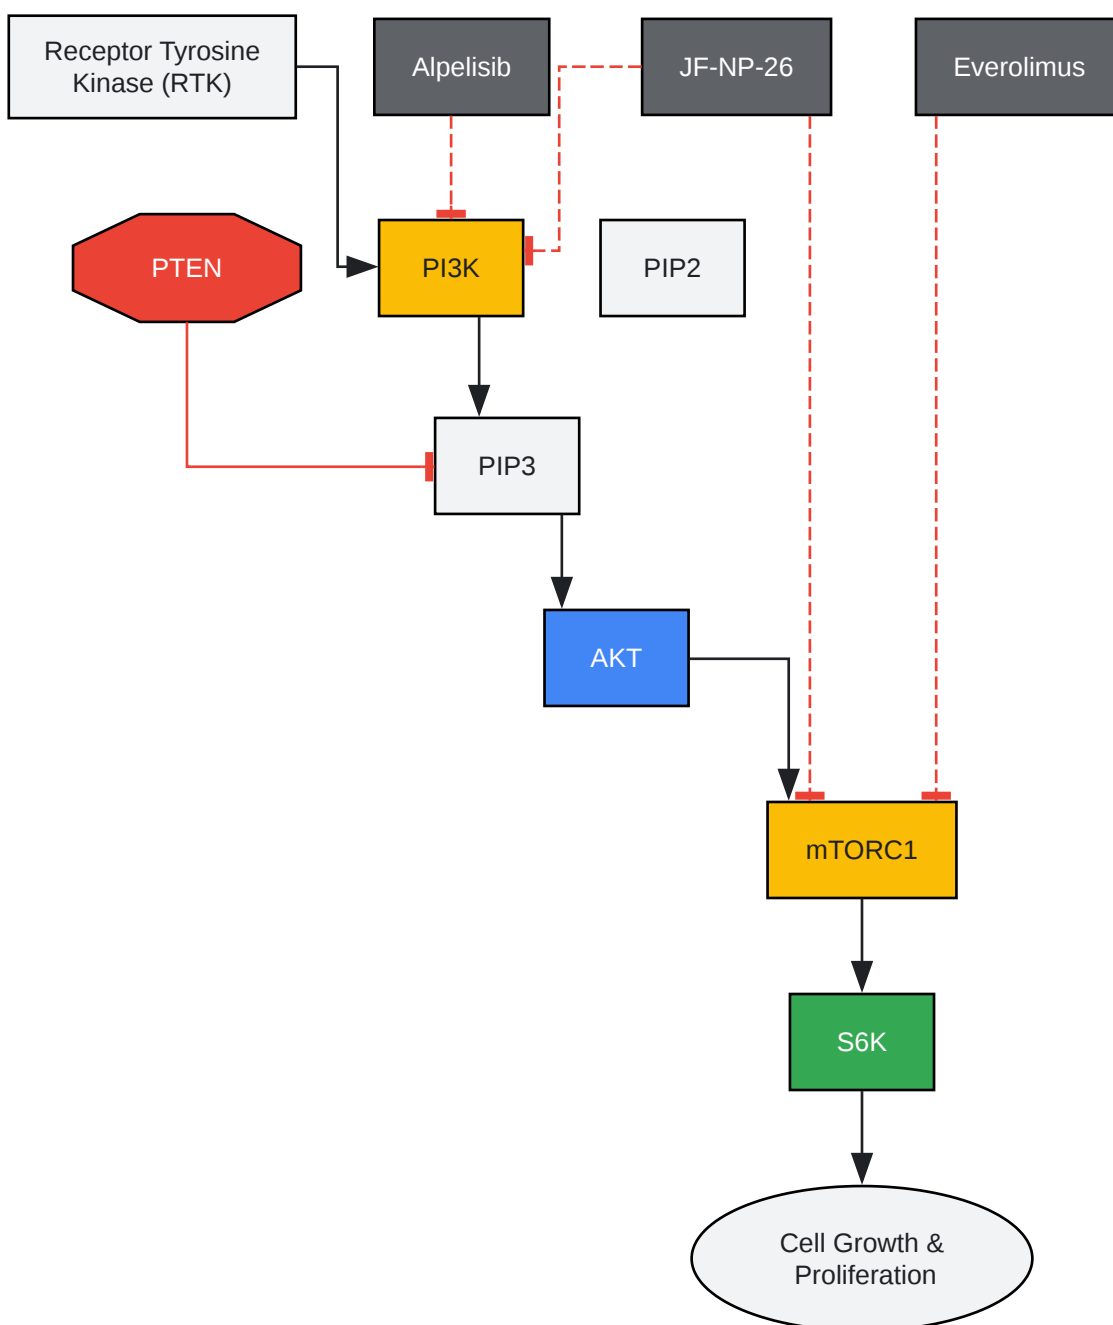 Receptor Tyrosine
Kinase (RTK)
Alpelisib
JF-NP-26
Everolimus
PTEN
PI3K
PIP2
PIP3
AKT
mTORC1
S6K
Cell Growth &
Proliferation